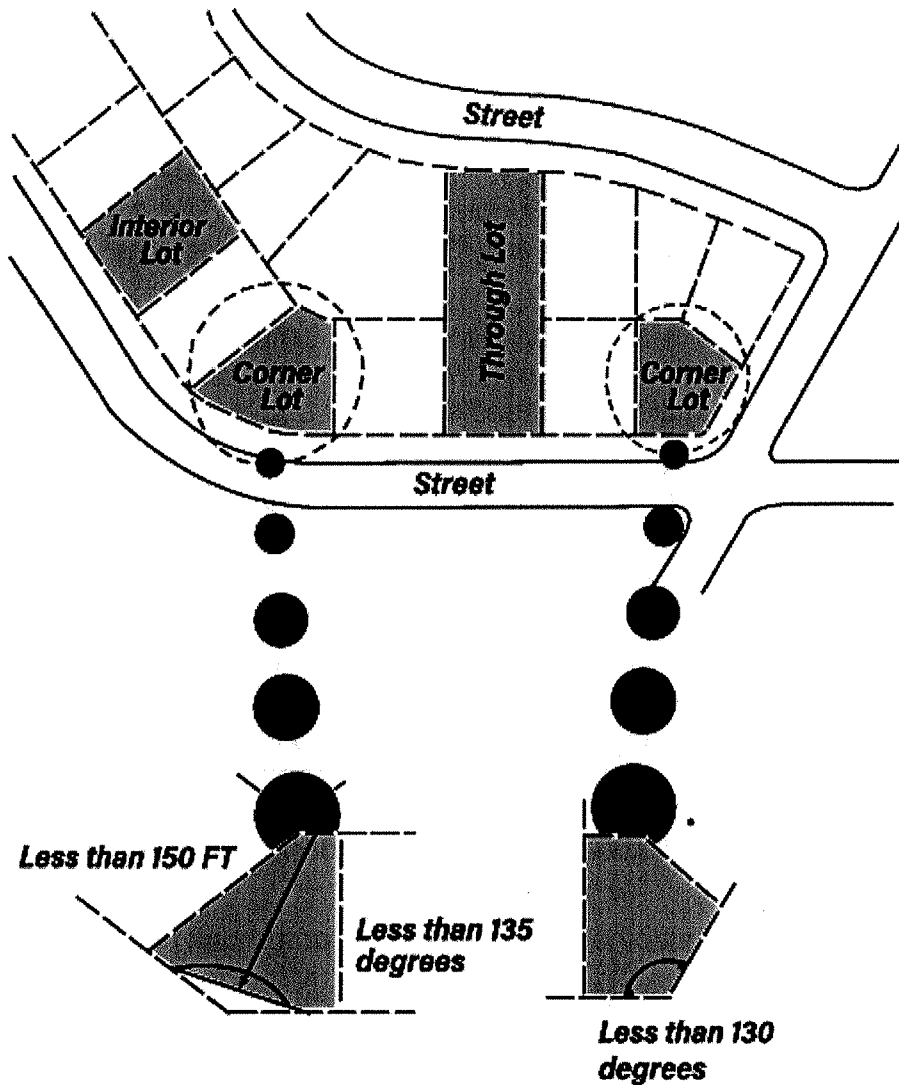 Street
Interior
Lot
Through Lot
Corner
Lot
Corner
Lot
Street
Less than 150 FT
Less than 135
degrees
Less than 130
degrees